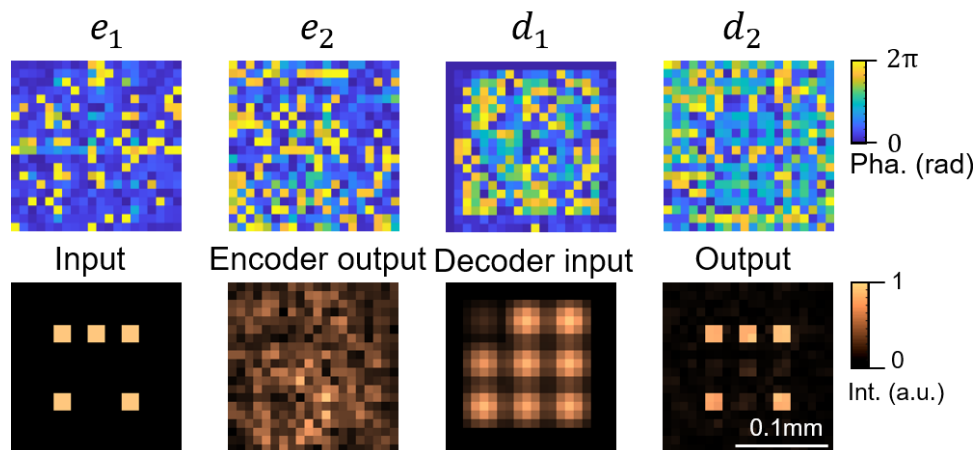 e₁ e₂ d₁ d₂
2π
0
Pha. (rad)
Input Encoder output Decoder input Output
1
0
Int. (a.u.)
0.1mm